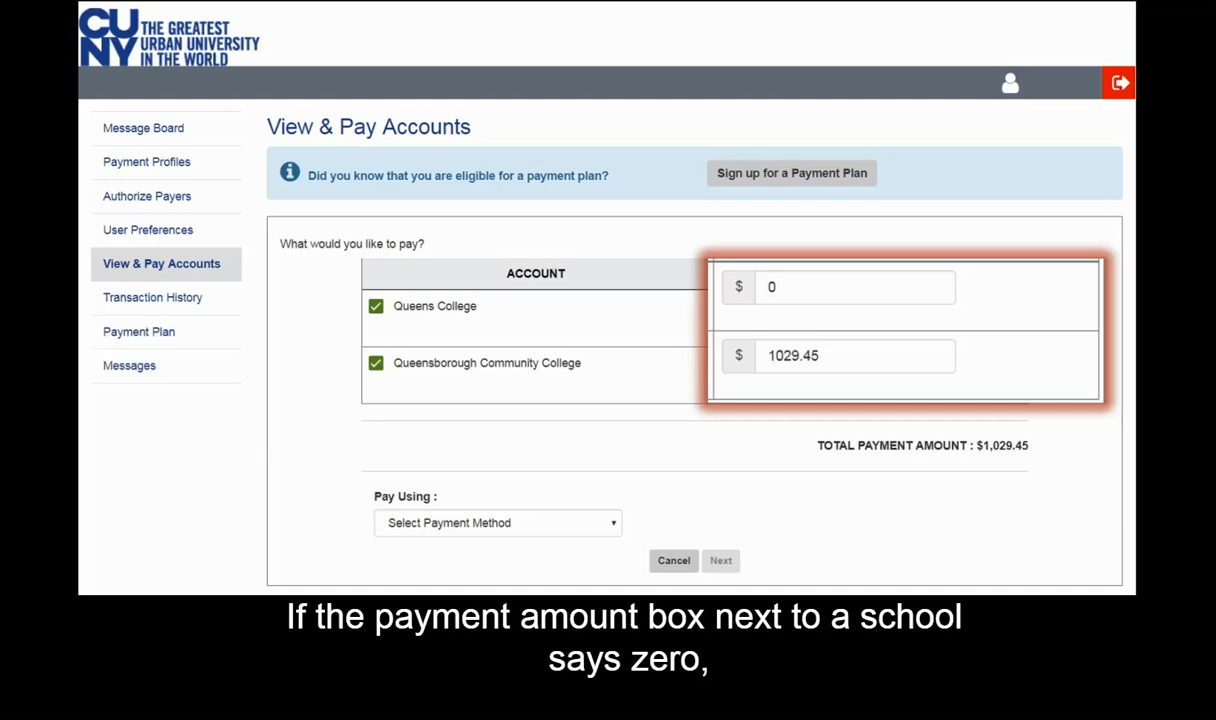 CU
NY
THE GREATEST
URBAN UNIVERSITY
IN THE WORLD
Message Board
Payment Profiles
Authorize Payers
User Preferences
View & Pay Accounts
Transaction History
Payment Plan
Messages
View & Pay Accounts
Did you know that you are eligible for a payment plan?
Sign up for a Payment Plan
What would you like to pay?
ACCOUNT
Queens College
$ 0
Queensborough Community College
$ 1029.45
TOTAL PAYMENT AMOUNT : $1,029.45
Pay Using :
Select Payment Method
Cancel
Next
If the payment amount box next to a school
says zero,